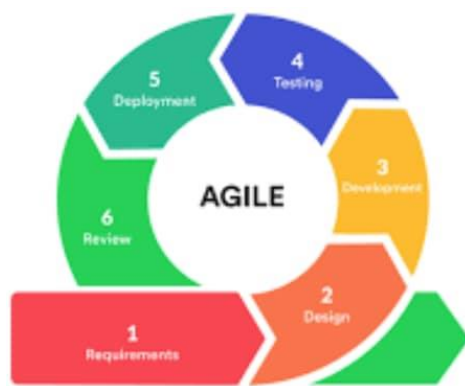 AGILE
1
Requirements
2
Design
3
Development
4
Testing
5
Deployment
6
Review